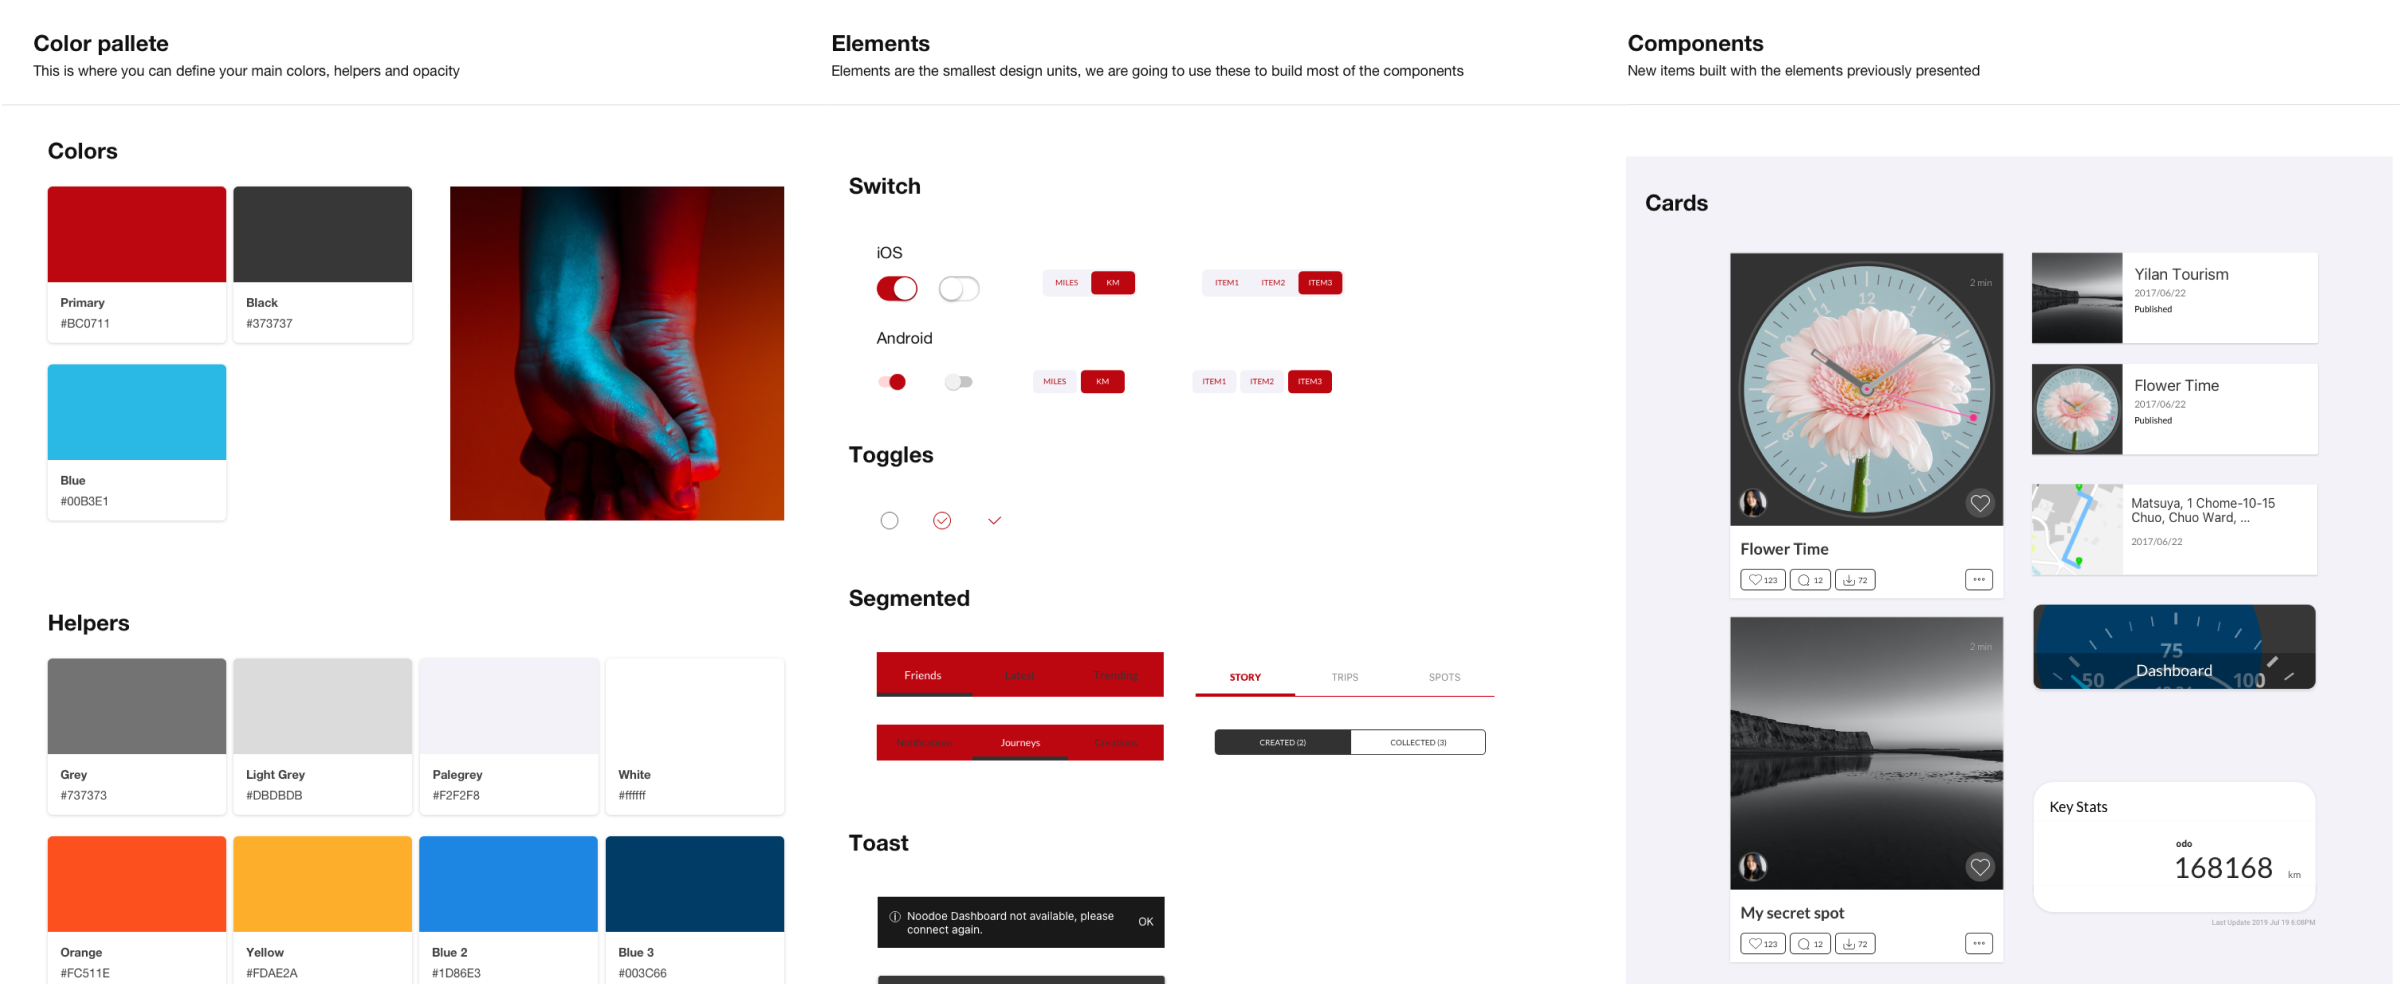 Color pallete
This is where you can define your main colors, helpers and opacity
Colors
Primary
#BC0711
Black
#373737
Blue
#00B3E1
Helpers
Grey
#737373
Light Grey
#DBDBDB
Palegrey
#F2F2F8
White
#ffffff
Orange
#FC511E
Yellow
#FDAE2A
Blue 2
#1D86E3
Blue 3
#003C66
Elements
Elements are the smallest design units, we are going to use these to build most of the components
Switch
iOS
MILES KM
ITEM1 ITEM2 ITEM3
Android
MILES KM
ITEM1 ITEM2 ITEM3
Toggles
Segmented
Friends Latest Trending
STORY TRIPS SPOTS
Journeys
CREATED (2) COLLECTED (3)
Toast
Noodoe Dashboard not available, please
connect again.
OK
Components
New items built with the elements previously presented
Cards
2 min
12
Flower Time
123 12 72
2 min
My secret spot
123 12 72
Yilan Tourism
2017/06/22
Published
Flower Time
2017/06/22
Published
Matsuya, 1 Chome-10-15
Chuo, Chuo Ward, ...
2017/06/22
75
50 100
Dashboard
Key Stats
odo
168168 km
Last Update 2019 Jul 19 6:08PM